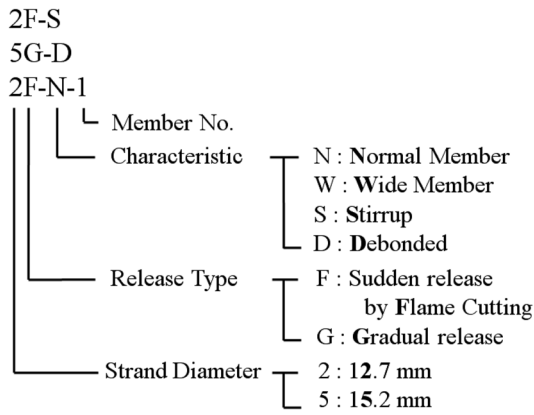 2F-S
5G-D
2F-N-1
Member No.
Characteristic
N : Normal Member
W : Wide Member
S : Stirrup
D : Debonded
Release Type
F : Sudden release
by Flame Cutting
G : Gradual release
Strand Diameter
2 : 12.7 mm
5 : 15.2 mm